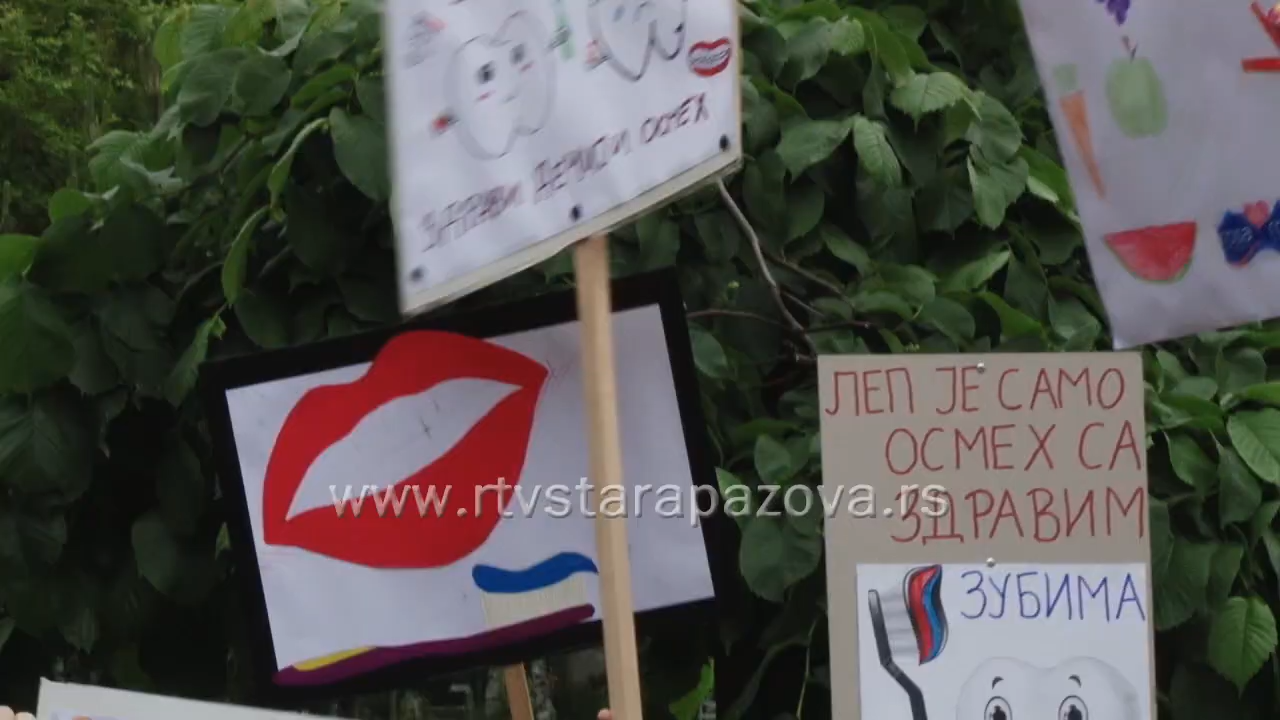 ЗДРАВИ ДЕЧИЈИ ОСМЕХ
ЛЕП ЈЕ САМО
ОСМЕХ СА
ЗДРАВИМ
ЗУБИМА
www.rtvstarapazova.rs